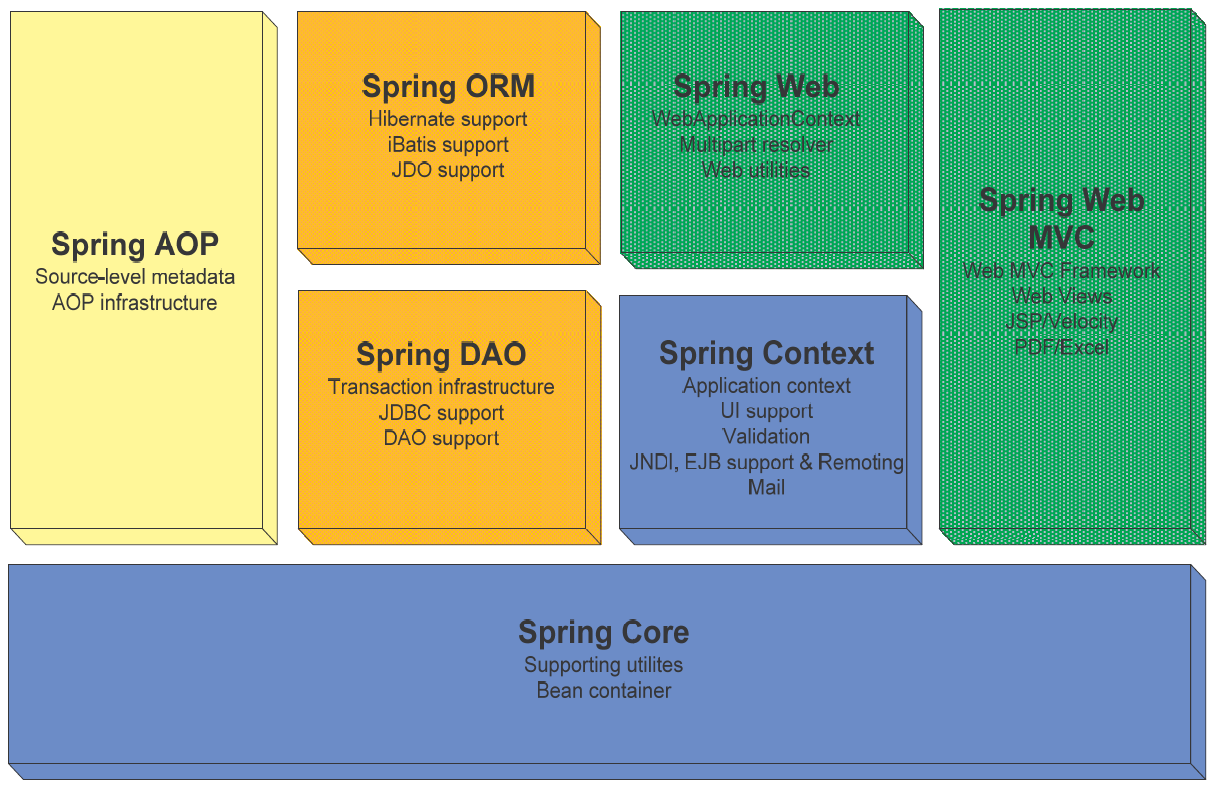 Spring AOP
Source-level metadata
AOP infrastructure
Spring ORM
Hibernate support
iBatis support
JDO support
Spring DAO
Transaction infrastructure
JDBC support
DAO support
Spring Web
WebApplicationContext
Multipart resolver
Web utilities
Spring Context
Application context
UI support
Validation
JNDI, EJB support & Remoting
Mail
Spring Web
MVC
Web MVC Framework
Web Views
JSP/Velocity
PDF/Excel
Spring Core
Supporting utilites
Bean container